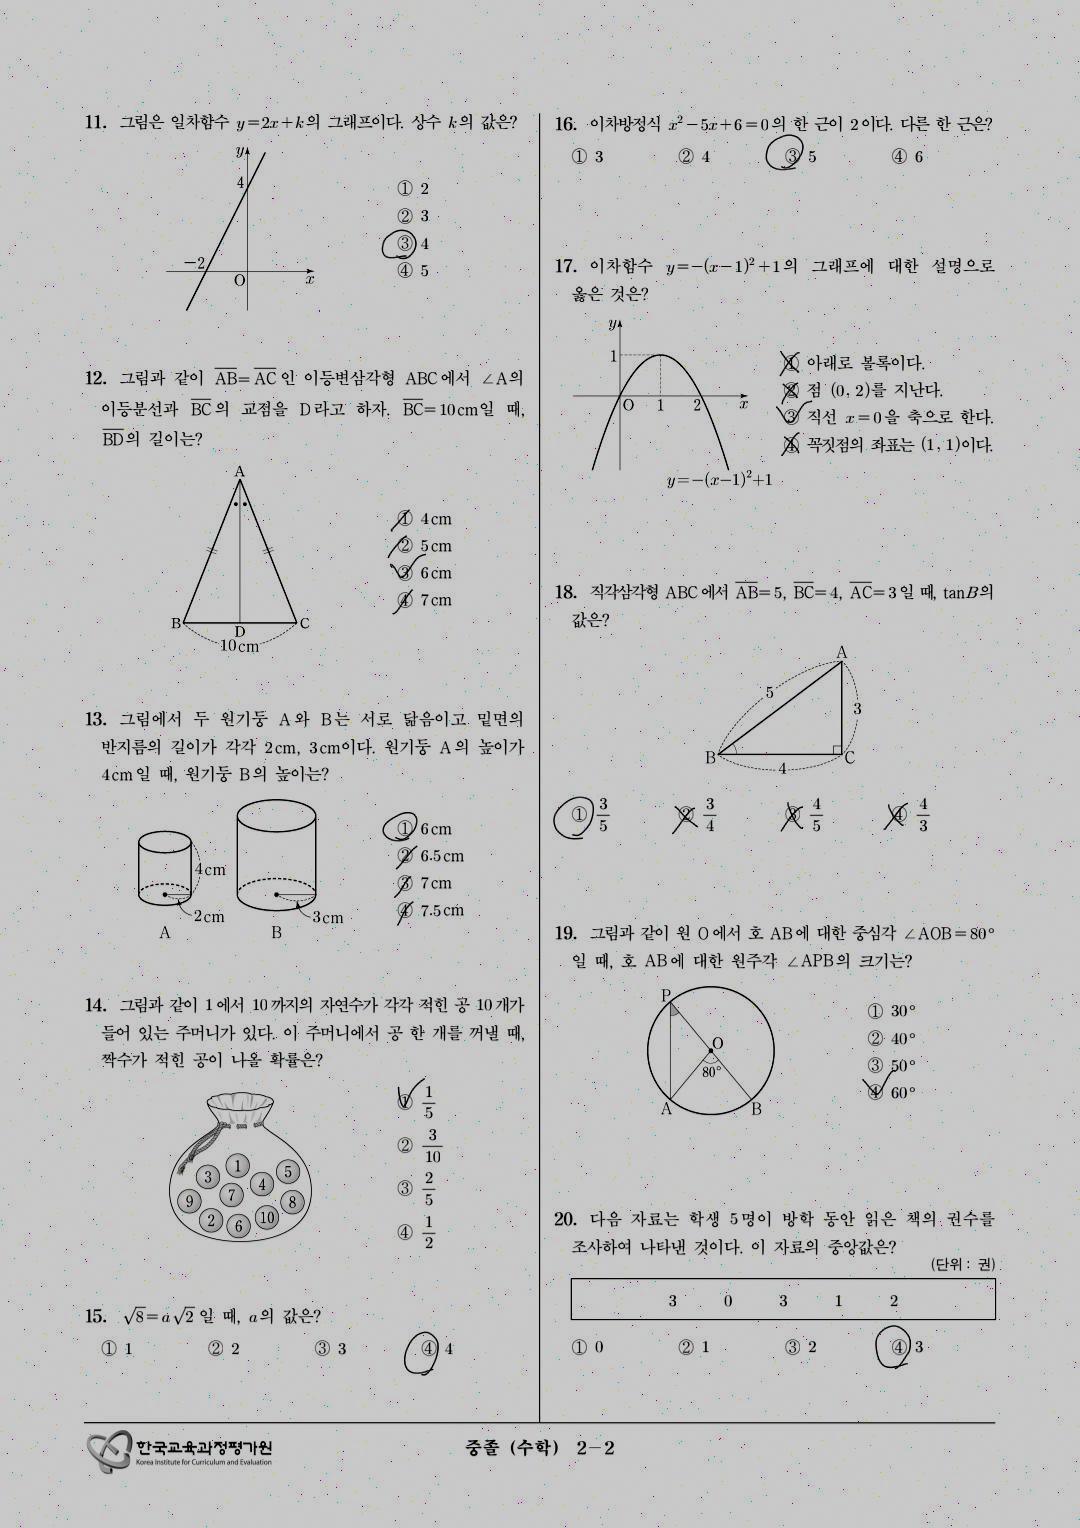 11. 그림은 일차함수 y=2x+k의 그래프이다. 상수 k의 값은?
y
4
-2
O
x
① 2
② 3
③ 4
④ 5
12. 그림과 같이 AB=AC인 이등변삼각형 ABC에서 ∠A의
이등분선과 BC의 교점을 D라고 하자. BC=10cm일 때,
BD의 길이는?
A
B
D
C
10cm
① 4cm
② 5cm
③ 6cm
④ 7cm
13. 그림에서 두 원기둥 A와 B는 서로 닮음이고 밑면의
반지름의 길이가 각각 2cm, 3cm이다. 원기둥 A의 높이가
4cm일 때, 원기둥 B의 높이는?
4cm
2cm
3cm
A
B
① 6cm
② 6.5cm
③ 7cm
④ 7.5cm
14. 그림과 같이 1에서 10까지의 자연수가 각각 적힌 공 10개가
들어 있는 주머니가 있다. 이 주머니에서 공 한 개를 꺼낼 때,
짝수가 적힌 공이 나올 확률은?
1
3
5
4
7
9
8
2
6
10
① 1/5
② 3/10
③ 2/5
④ 1/2
15. √8=a√2일 때, a의 값은?
① 1 ② 2 ③ 3 ④ 4
16. 이차방정식 x²-5x+6=0의 한 근이 2이다. 다른 한 근은?
① 3 ② 4 ③ 5 ④ 6
17. 이차함수 y=-(x-1)²+1의 그래프에 대한 설명으로
옳은 것은?
y
1
O
1
2
x
y=-(x-1)²+1
① 아래로 볼록이다.
② 점 (0, 2)를 지난다.
③ 직선 x=0을 축으로 한다.
④ 꼭짓점의 좌표는 (1, 1)이다.
18. 직각삼각형 ABC에서 AB=5, BC=4, AC=3일 때, tanB의
값은?
A
5
3
B
4
C
① 3/5 ② 3/4 ③ 4/5 ④ 4/3
19. 그림과 같이 원 O에서 호 AB에 대한 중심각 ∠AOB=80°
일 때, 호 AB에 대한 원주각 ∠APB의 크기는?
P
O
80°
A
B
① 30°
② 40°
③ 50°
④ 60°
20. 다음 자료는 학생 5명이 방학 동안 읽은 책의 권수를
조사하여 나타낸 것이다. 이 자료의 중앙값은?
(단위 : 권)
3 0 3 1 2
① 0 ② 1 ③ 2 ④ 3
한국교육과정평가원
Korea Institute for Curriculum and Evaluation
중졸 (수학) 2-2